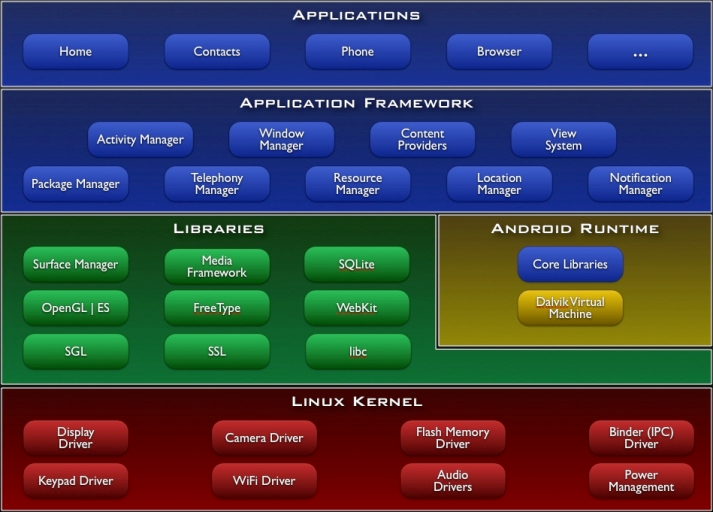 APPLICATIONS
Home
Contacts
Phone
Browser
...
APPLICATION FRAMEWORK
Activity Manager
Window
Manager
Content
Providers
View
System
Package Manager
Telephony
Manager
Resource
Manager
Location
Manager
Notification
Manager
LIBRARIES
Surface Manager
Media
Framework
SQLite
OpenGL | ES
FreeType
WebKit
SGL
SSL
libc
ANDROID RUNTIME
Core Libraries
Dalvik Virtual
Machine
LINUX KERNEL
Display
Driver
Camera Driver
Flash Memory
Driver
Binder (IPC)
Driver
Keypad Driver
WiFi Driver
Audio
Drivers
Power
Management